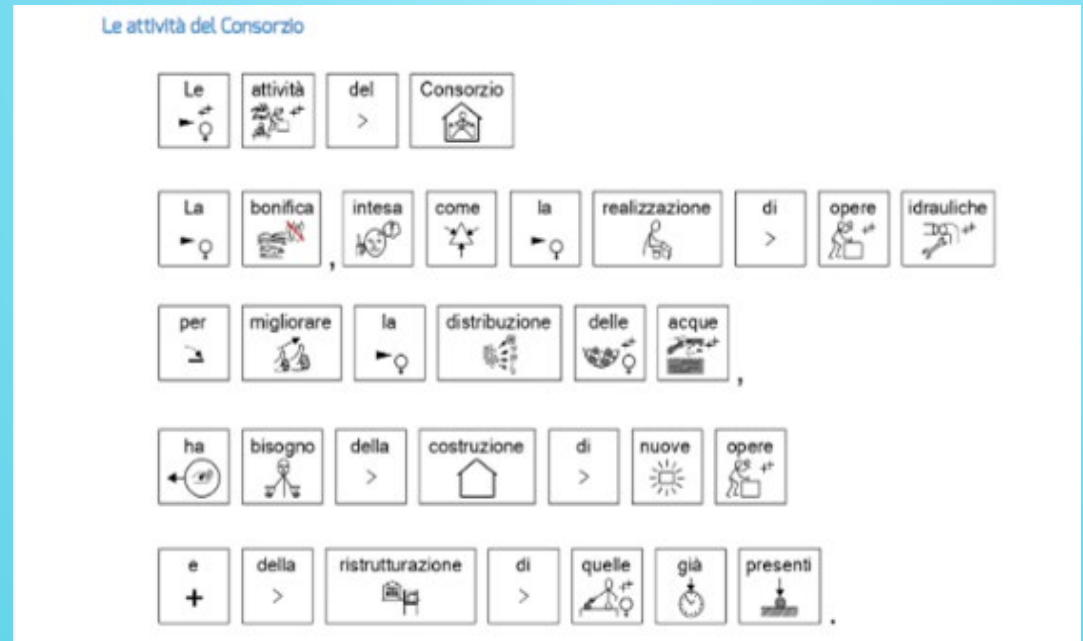 Le attività del Consorzio
Le attività del Consorzio
La bonifica, intesa come la realizzazione di opere idrauliche
per migliorare la distribuzione delle acque,
ha bisogno della costruzione di nuove opere
e della ristrutturazione di quelle già presenti.